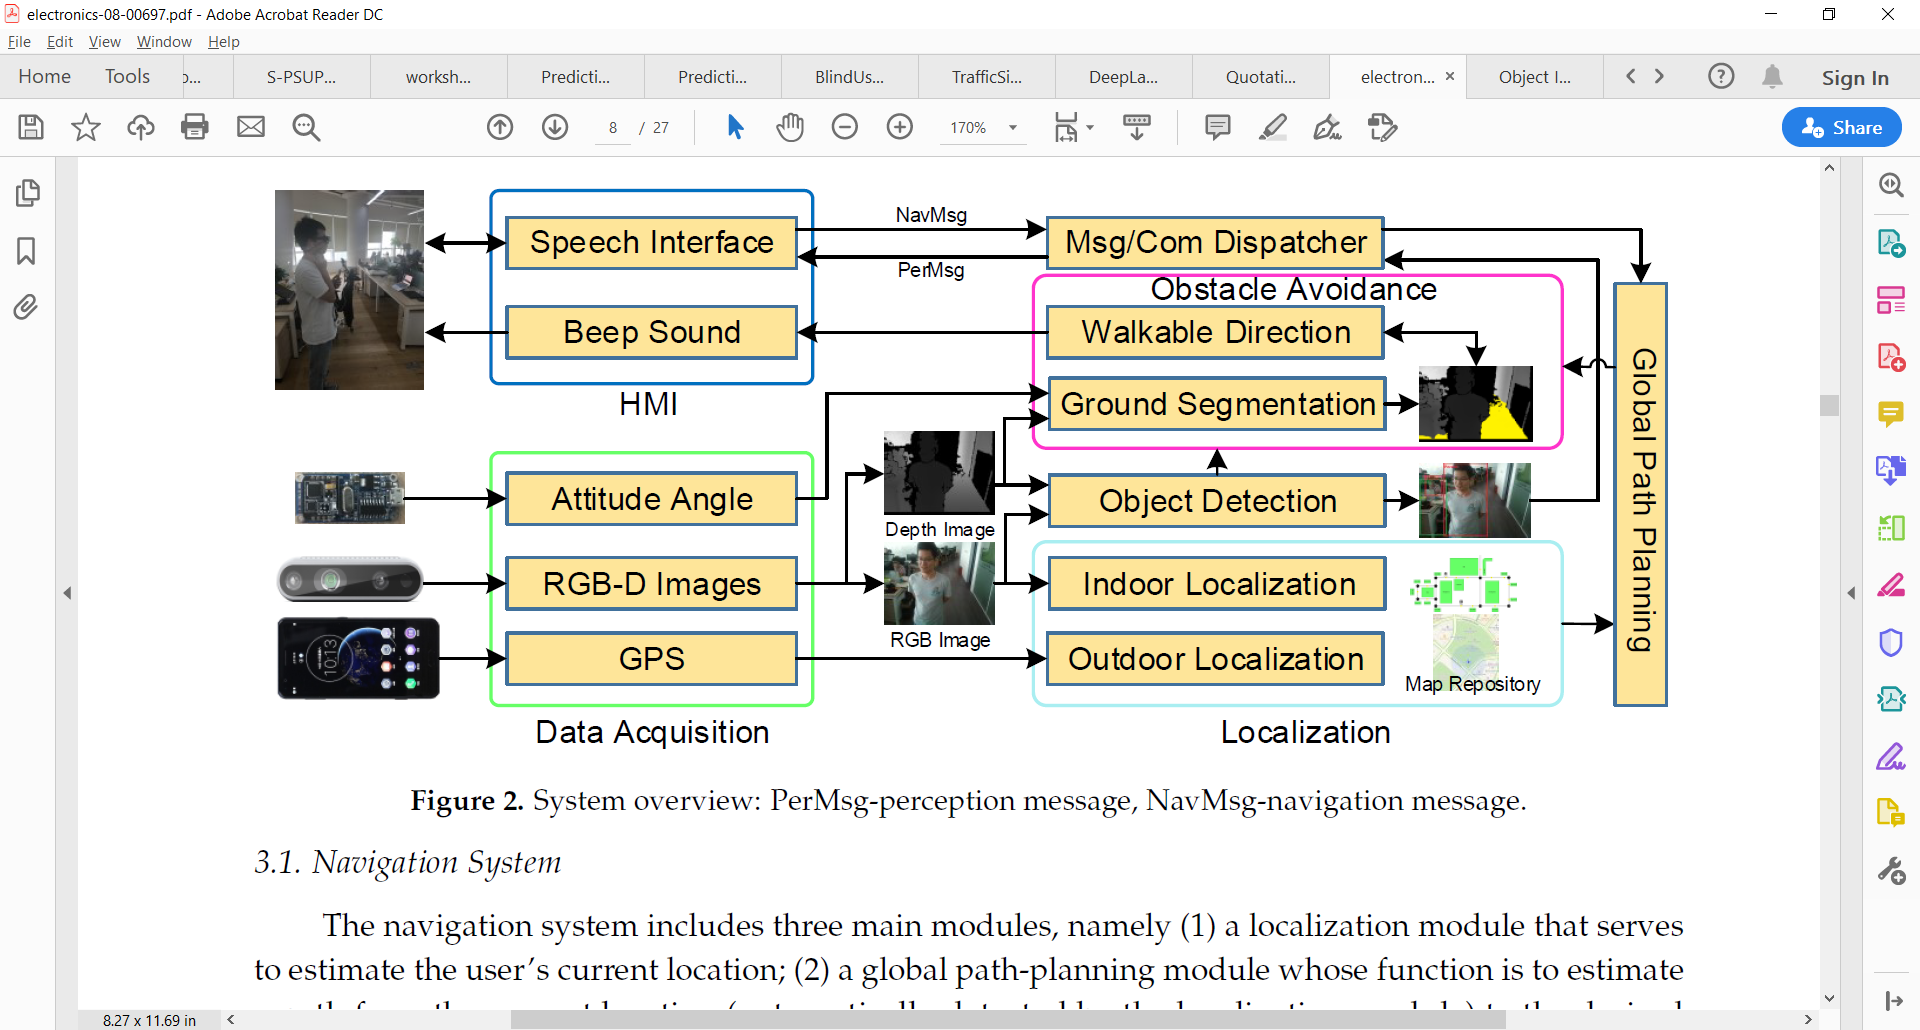 electronics-08-00697.pdf - Adobe Acrobat Reader DC
File Edit View Window Help
Home Tools o... S-PSUP... worksh... Predicti... Predicti... BlindUs... TrafficSi... DeepLa... Quotati... electron... × Object I... Sign In
8 / 27 170% Share
NavMsg
Speech Interface
Msg/Com Dispatcher
PerMsg
Obstacle Avoidance
Beep Sound
Walkable Direction
HMI
Ground Segmentation
Global Path Planning
Attitude Angle
Object Detection
Depth Image
RGB-D Images
Indoor Localization
RGB Image
GPS
Outdoor Localization
10:13
Map Repository
Data Acquisition
Localization
Figure 2. System overview: PerMsg-perception message, NavMsg-navigation message.
3.1. Navigation System
The navigation system includes three main modules, namely (1) a localization module that serves
to estimate the user's current location; (2) a global path-planning module whose function is to estimate
8.27 x 11.69 in